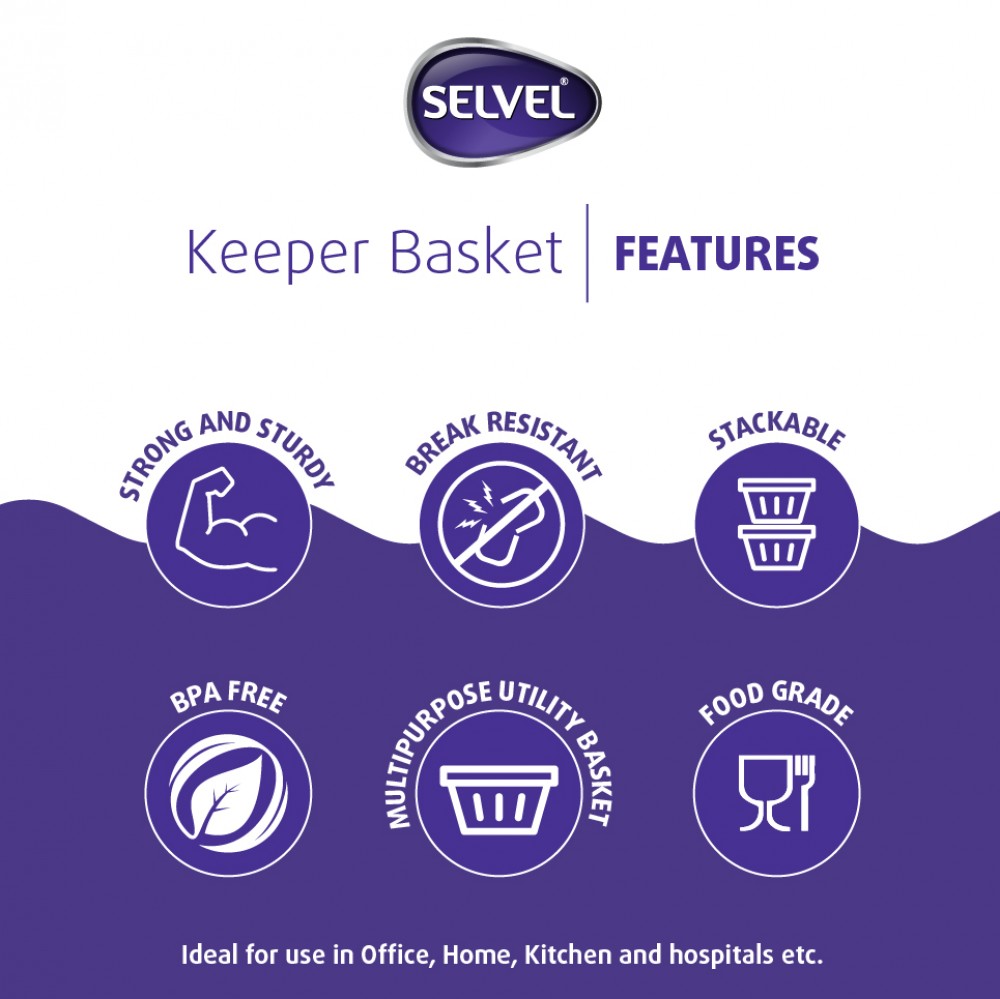 SELVEL®
Keeper Basket | FEATURES
STRONG AND STURDY
BREAK RESISTANT
STACKABLE
BPA FREE
MULTIPURPOSE UTILITY BASKET
FOOD GRADE
Ideal for use in Office, Home, Kitchen and hospitals etc.